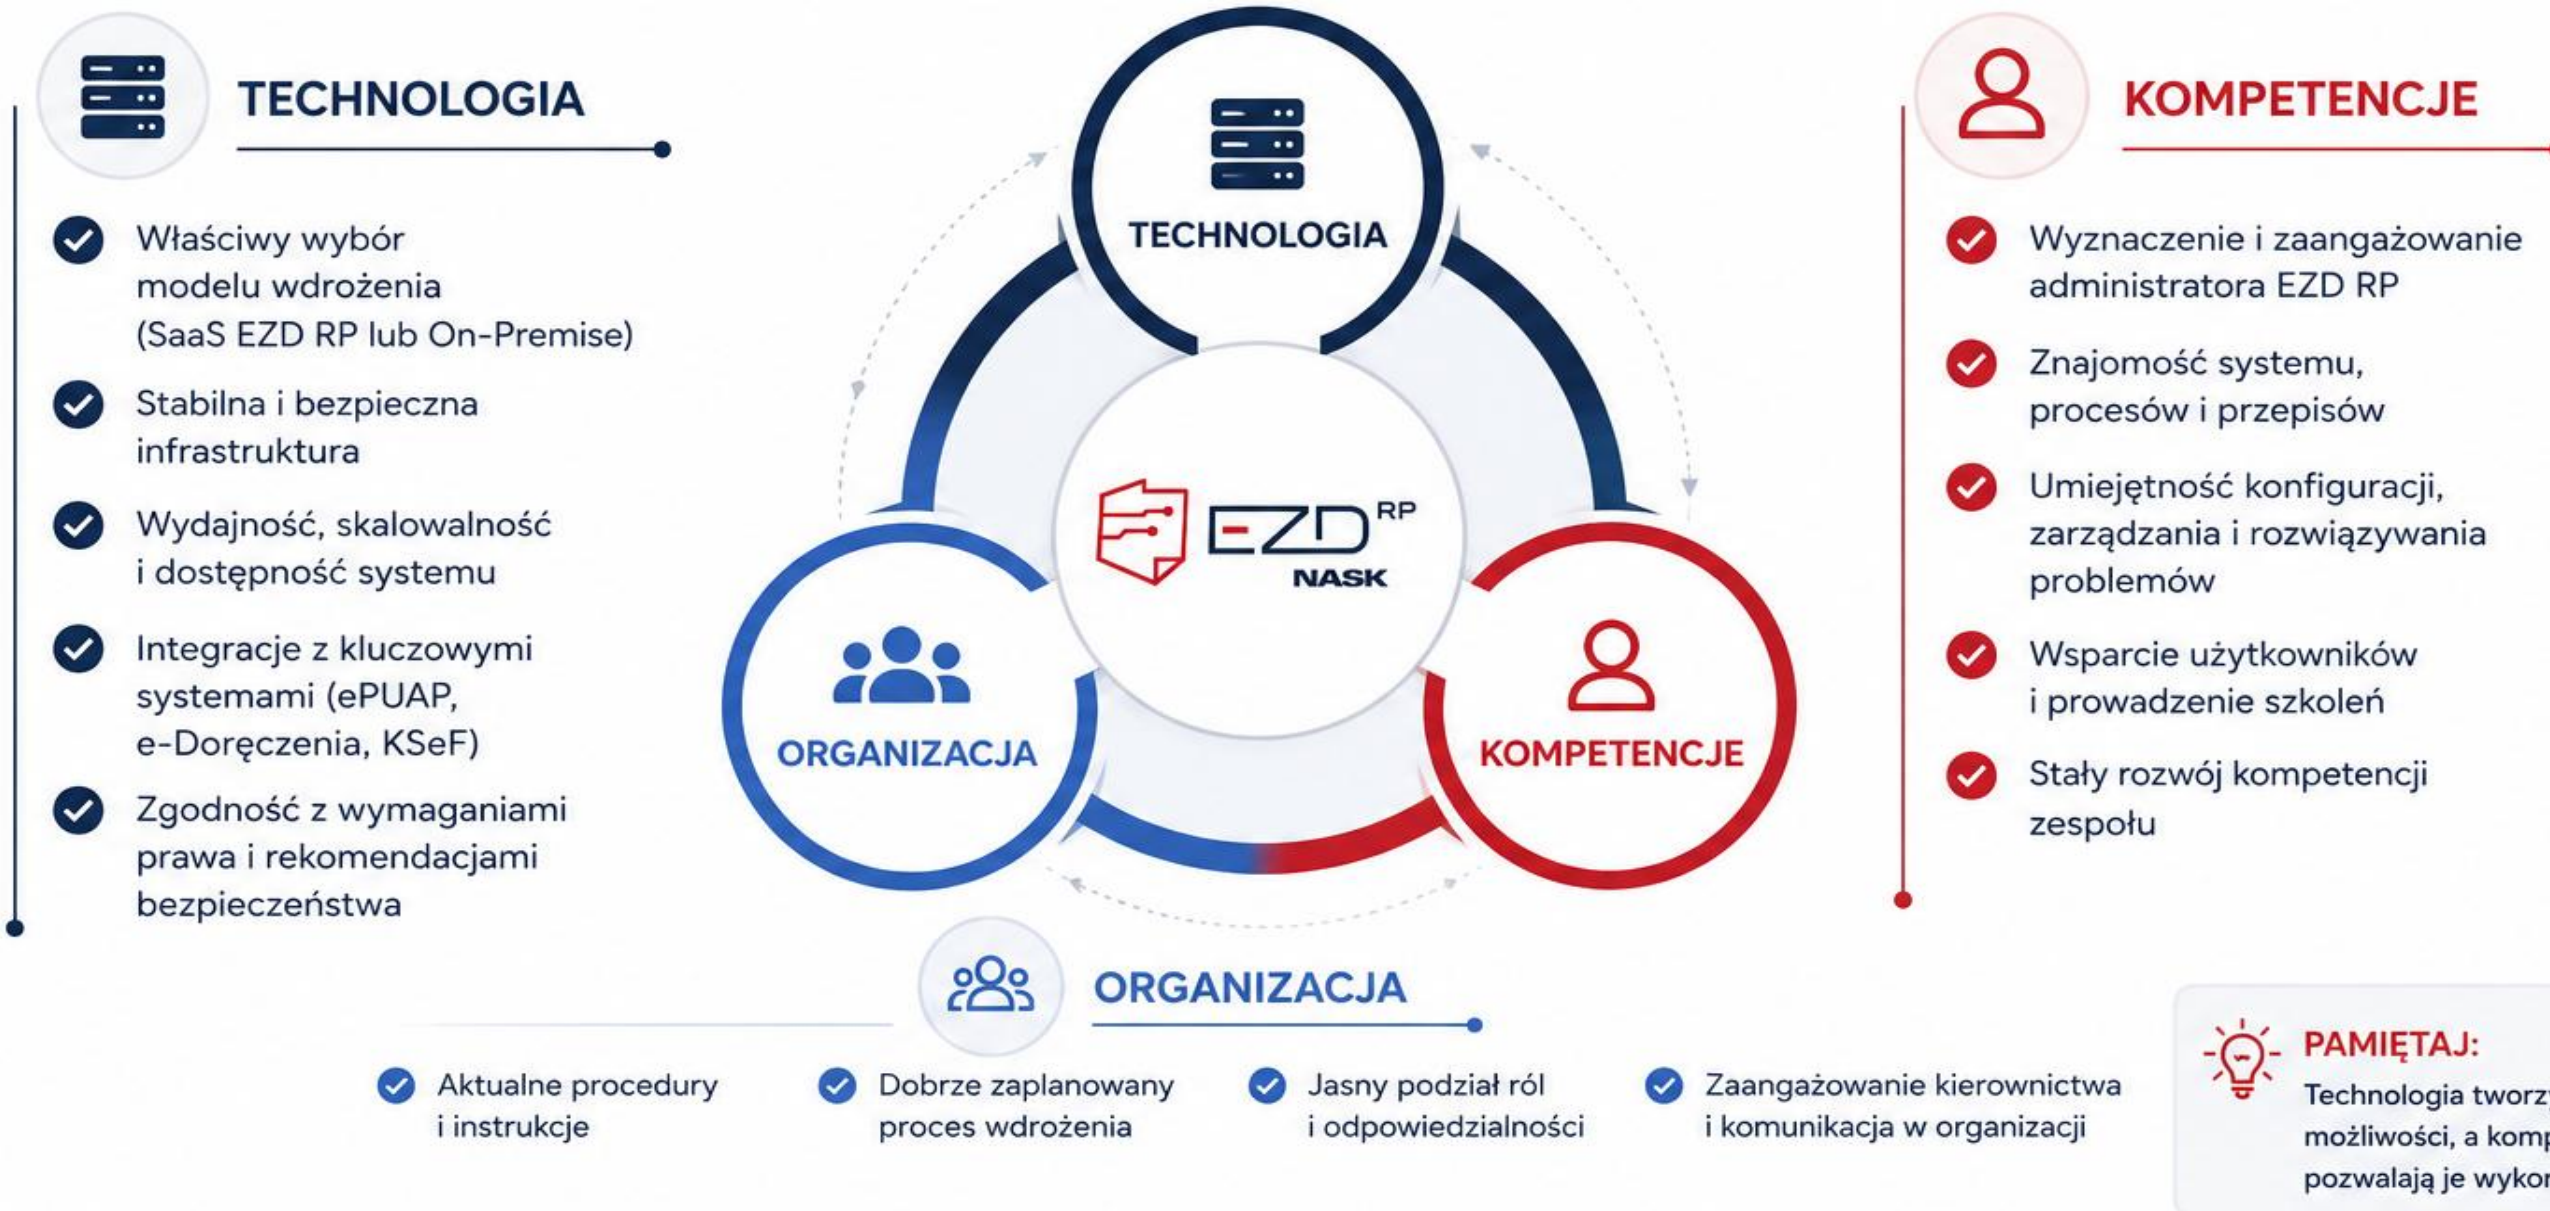 TECHNOLOGIA
Właściwy wybór
modelu wdrożenia
(SaaS EZD RP lub On-Premise)
Stabilna i bezpieczna
infrastruktura
Wydajność, skalowalność
i dostępność systemu
Integracje z kluczowymi
systemami (ePUAP,
e-Doręczenia, KSeF)
Zgodność z wymaganiami
prawa i rekomendacjami
bezpieczeństwa
TECHNOLOGIA
EZD RP
NASK
ORGANIZACJA
KOMPETENCJE
KOMPETENCJE
Wyznaczenie i zaangażowanie
administratora EZD RP
Znajomość systemu,
procesów i przepisów
Umiejętność konfiguracji,
zarządzania i rozwiązywania
problemów
Wsparcie użytkowników
i prowadzenie szkoleń
Stały rozwój kompetencji
zespołu
ORGANIZACJA
Aktualne procedury
i instrukcje
Dobrze zaplanowany
proces wdrożenia
Jasny podział ról
i odpowiedzialności
Zaangażowanie kierownictwa
i komunikacja w organizacji
PAMIĘTAJ:
Technologia
możliwości, a
pozwalają je